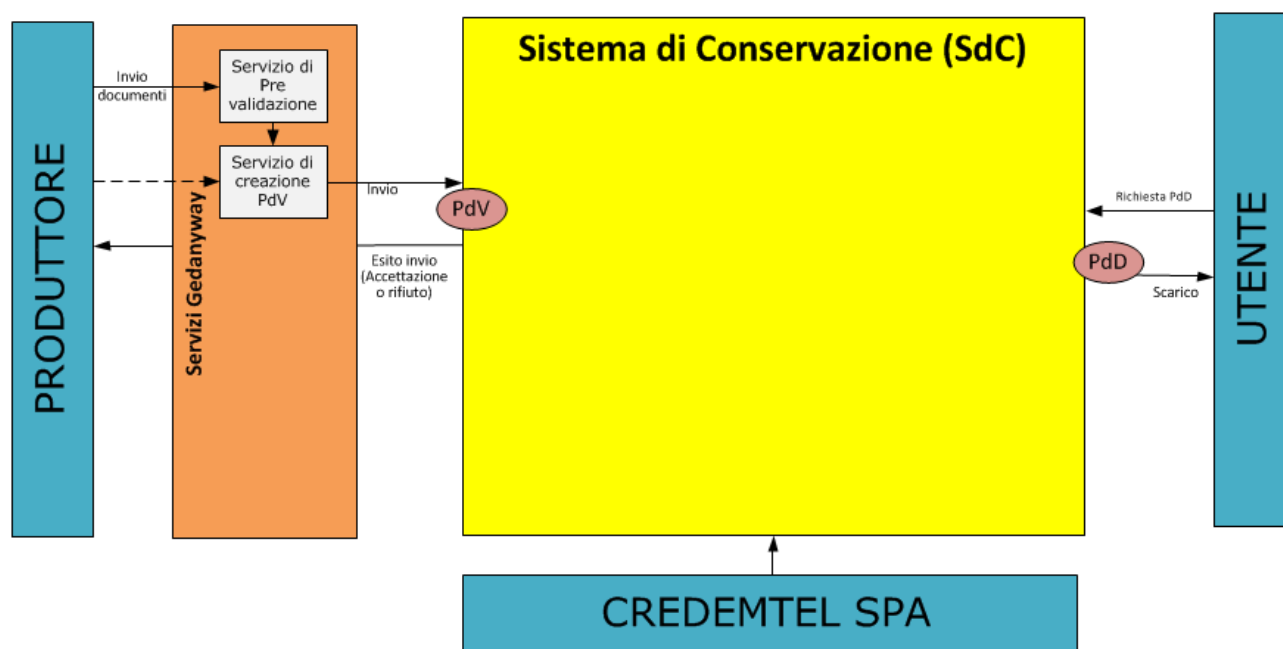 PRODUTTORE
Invio
documenti
Servizi Gedanyway
Servizio di
Pre
validazione
Servizio di
creazione
PdV
Invio
PdV
Esito invio
(Accettazione
o rifiuto)
Sistema di Conservazione (SdC)
Richiesta PdD
PdD
Scarico
UTENTE
CREDEMTEL SPA